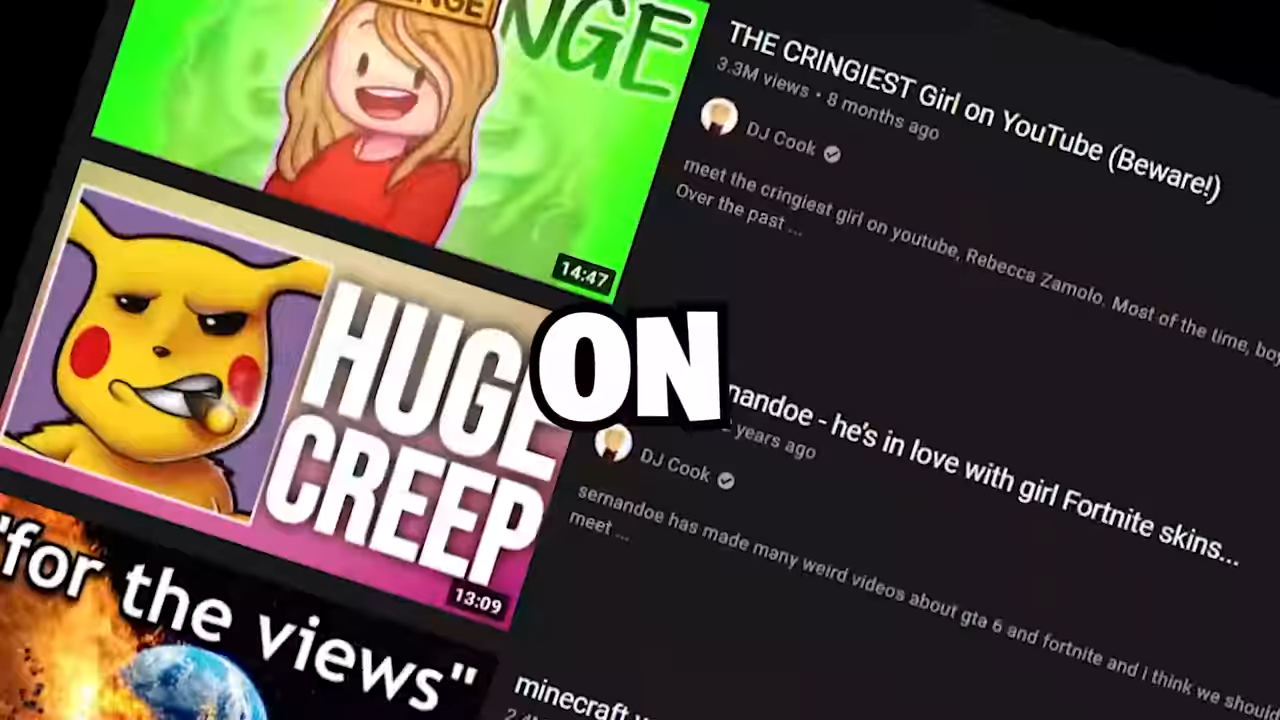 NGE
THE CRINGIEST Girl on YouTube (Beware!)
3.3M views • 8 months ago
DJ Cook
meet the cringiest girl on youtube, Rebecca Zamolo. Most of the time, boy
Over the past ...
14:47
HUGE
CREEP
13:09
ON
nandoe - he's in love with girl Fortnite skins...
years ago
DJ Cook
sernandoe has made many weird videos about gta 6 and fortnite and i think we should
meet ...
"for the views"
minecraft